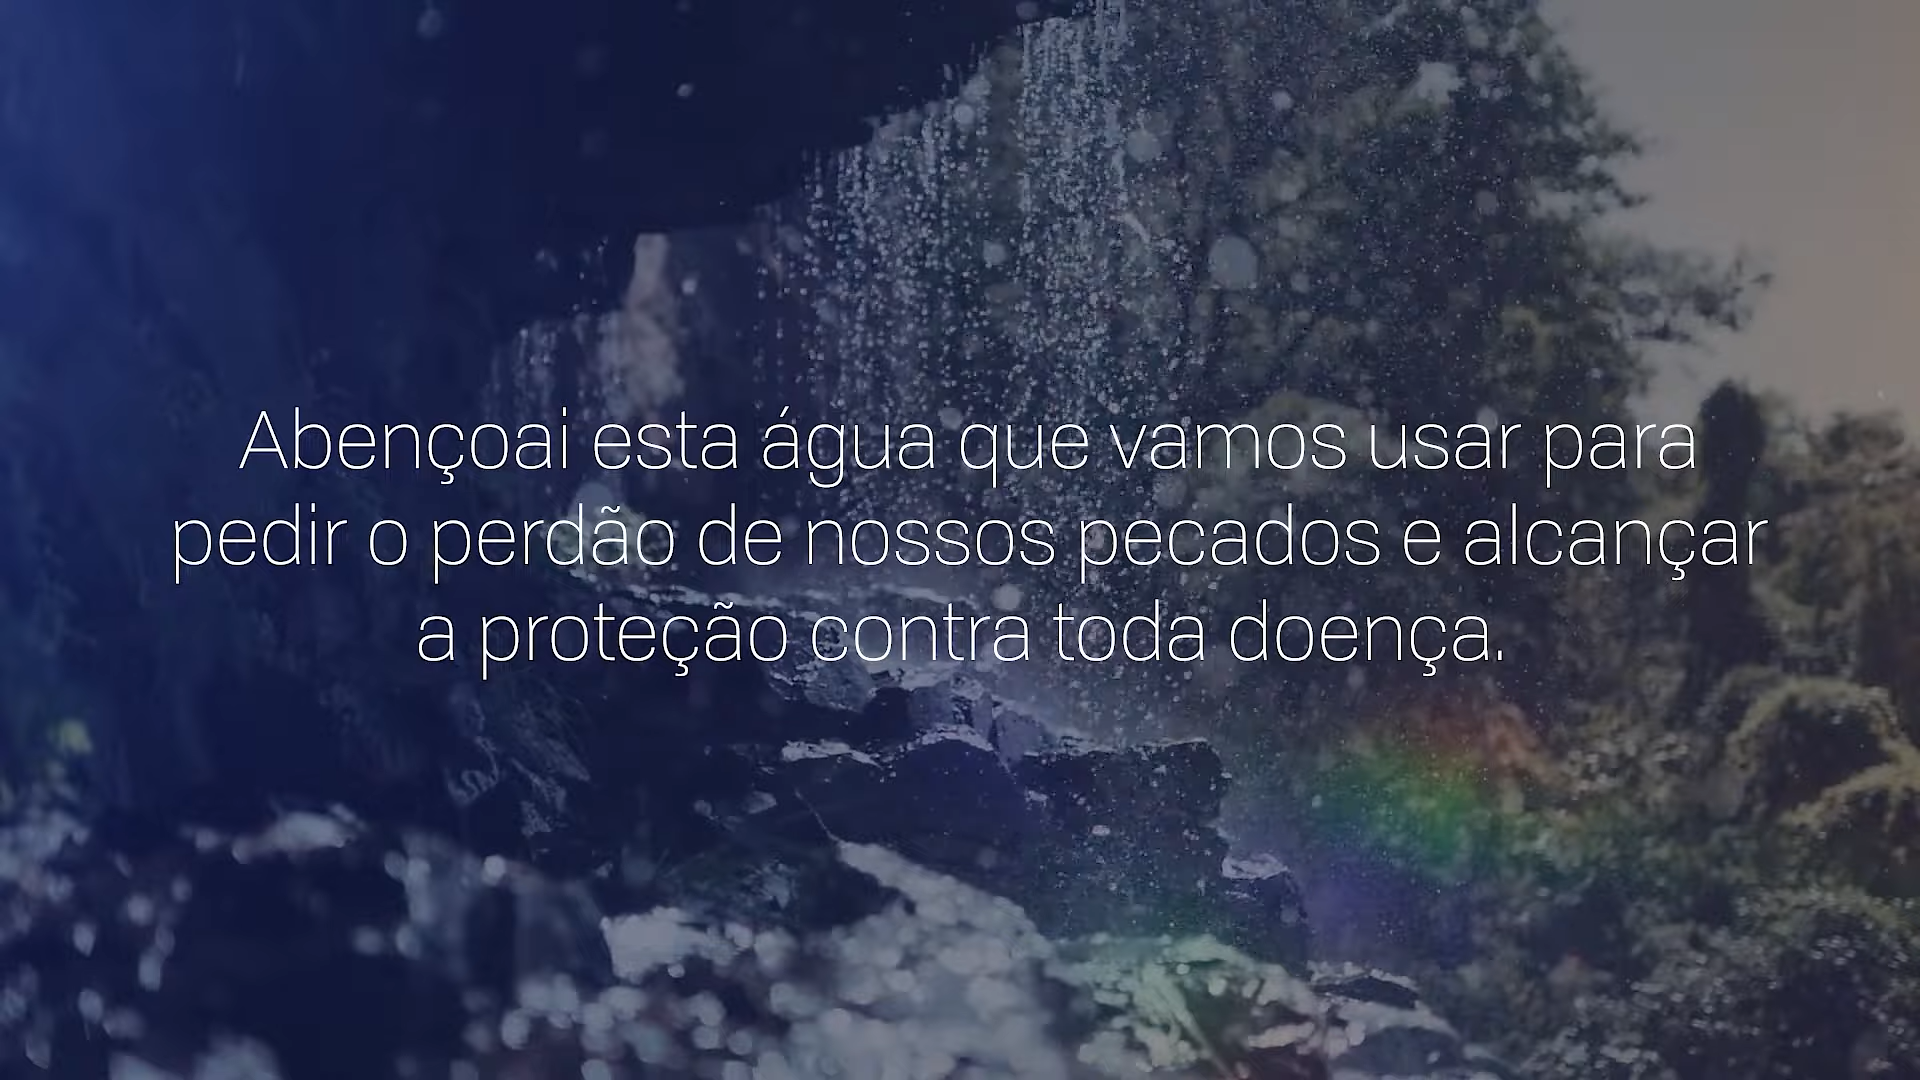 Abençoai esta água que vamos usar para
pedir o perdão de nossos pecados e alcançar
a proteção contra toda doença.